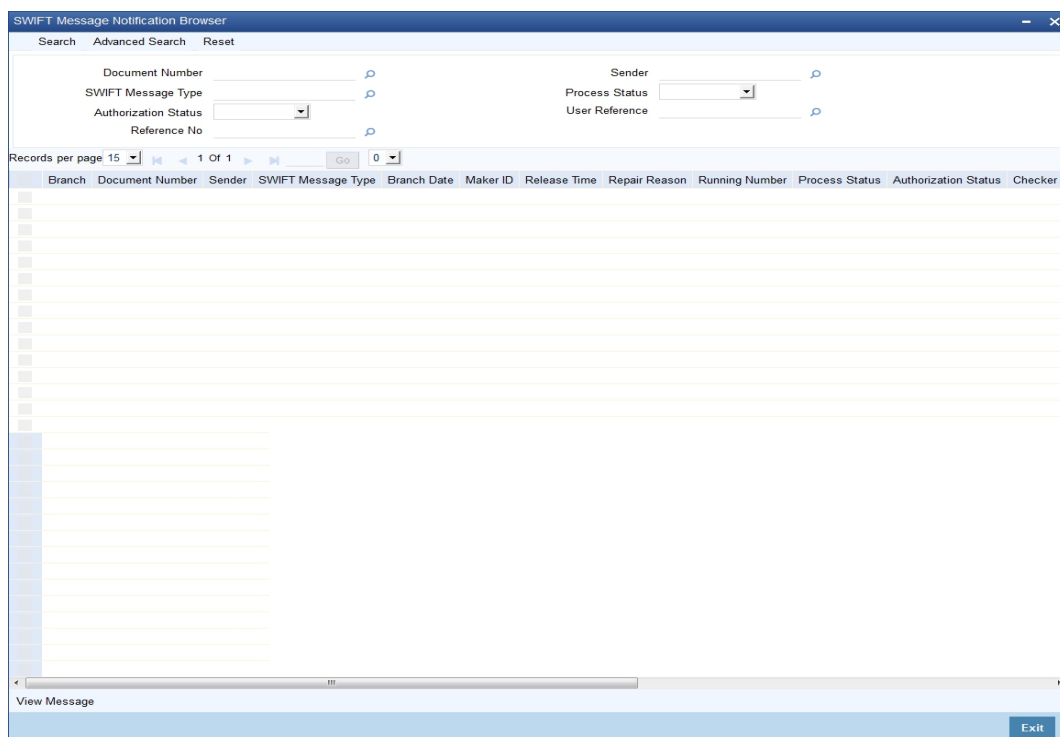 SWIFT Message Notification Browser
Search Advanced Search Reset
Document Number Sender
SWIFT Message Type Process Status
Authorization Status User Reference
Reference No
Records per page 15 1 Of 1 Go 0
Branch Document Number Sender SWIFT Message Type Branch Date Maker ID Release Time Repair Reason Running Number Process Status Authorization Status Checker
View Message
Exit